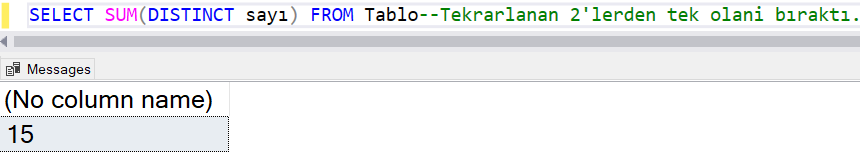 SELECT SUM(DISTINCT sayı) FROM Tablo--Tekrarlanan 2'lerden tek olani bıraktı.
Messages
(No column name)
15